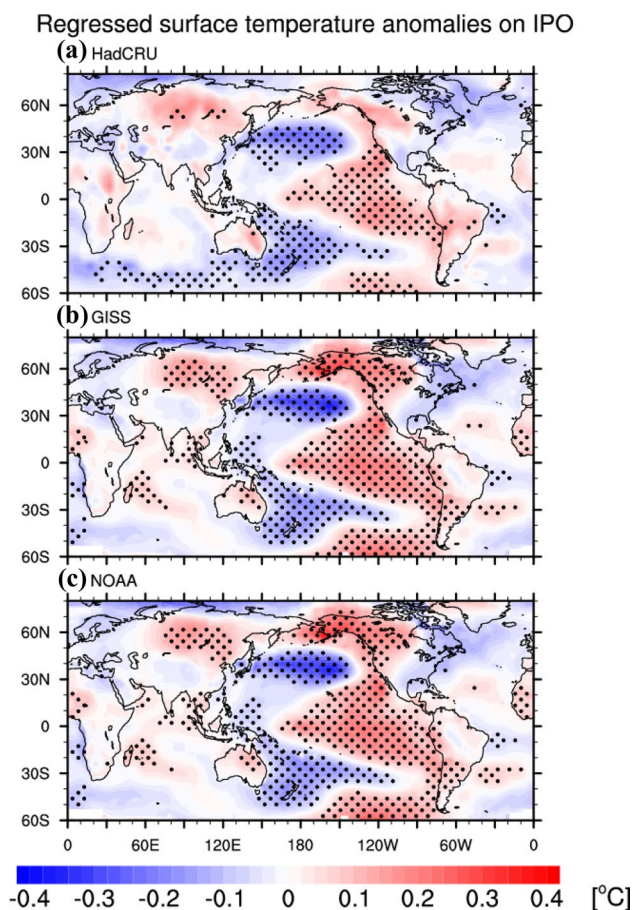 Regressed surface temperature anomalies on IPO
(a) HadCRU
60N
30N
0
30S
60S
(b) GISS
60N
30N
0
30S
60S
(c) NOAA
60N
30N
0
30S
60S
0 60E 120E 180 120W 60W 0
-0.4 -0.3 -0.2 -0.1 0 0.1 0.2 0.3 0.4 [°C]